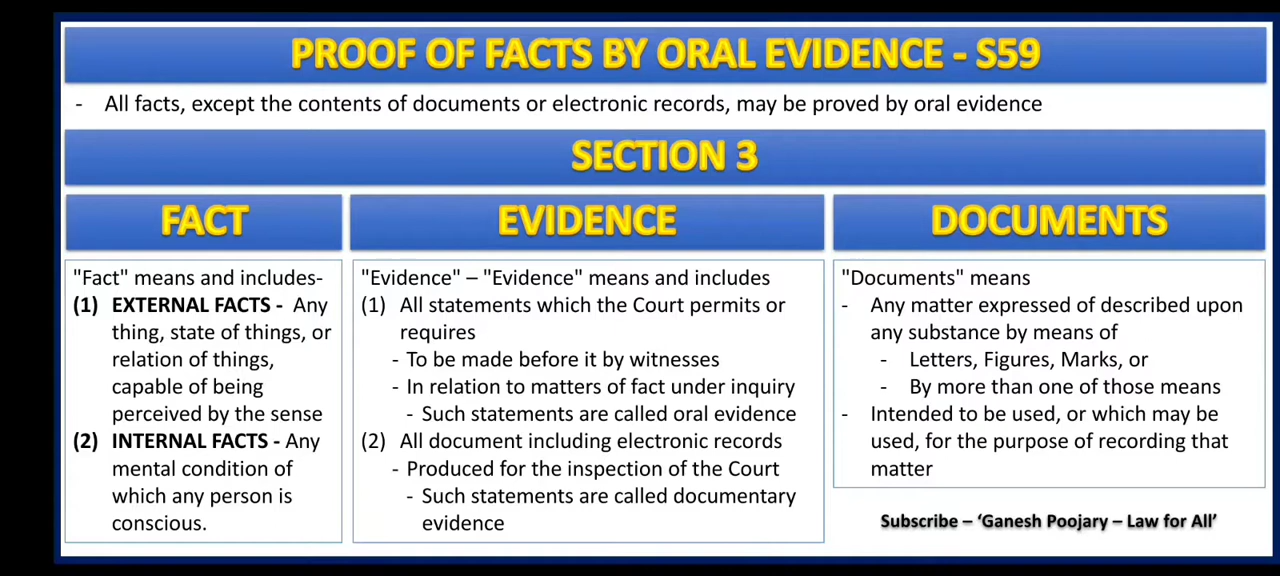 PROOF OF FACTS BY ORAL EVIDENCE - S59
- All facts, except the contents of documents or electronic records, may be proved by oral evidence
SECTION 3
FACT
"Fact" means and includes-
(1) EXTERNAL FACTS - Any
thing, state of things, or
relation of things,
capable of being
perceived by the sense
(2) INTERNAL FACTS - Any
mental condition of
which any person is
conscious.
EVIDENCE
"Evidence" – "Evidence" means and includes
(1) All statements which the Court permits or
requires
- To be made before it by witnesses
- In relation to matters of fact under inquiry
- Such statements are called oral evidence
(2) All document including electronic records
- Produced for the inspection of the Court
- Such statements are called documentary
evidence
DOCUMENTS
"Documents" means
- Any matter expressed of described upon
any substance by means of
- Letters, Figures, Marks, or
- By more than one of those means
- Intended to be used, or which may be
used, for the purpose of recording that
matter
Subscribe – ‘Ganesh Poojary – Law for All’